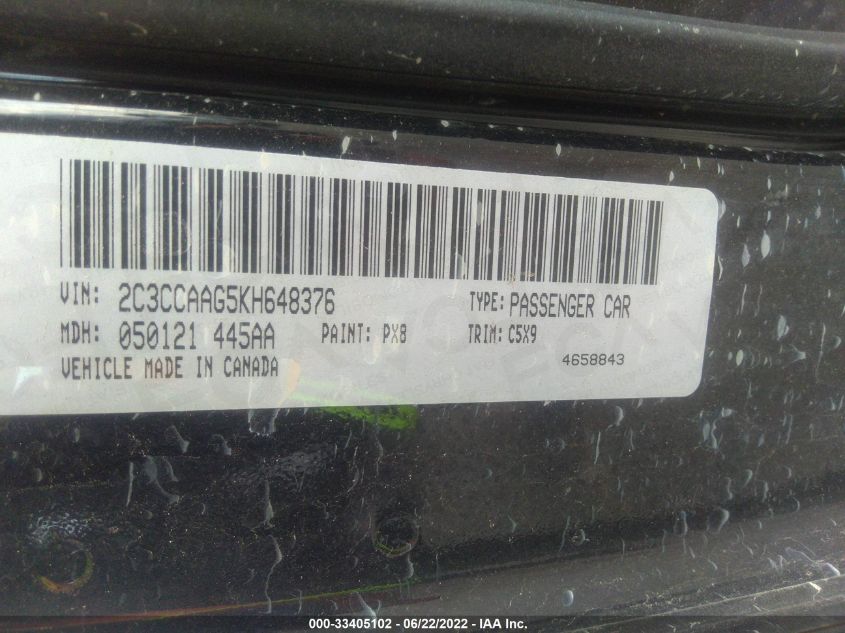 VIN: 2C3CCAAG5KH648376 TYPE: PASSENGER CAR
MDH: 050121 445AA PAINT: PX8 TRIM: C5X9
VEHICLE MADE IN CANADA 4658843
000-33405102 - 06/22/2022 - IAA Inc.